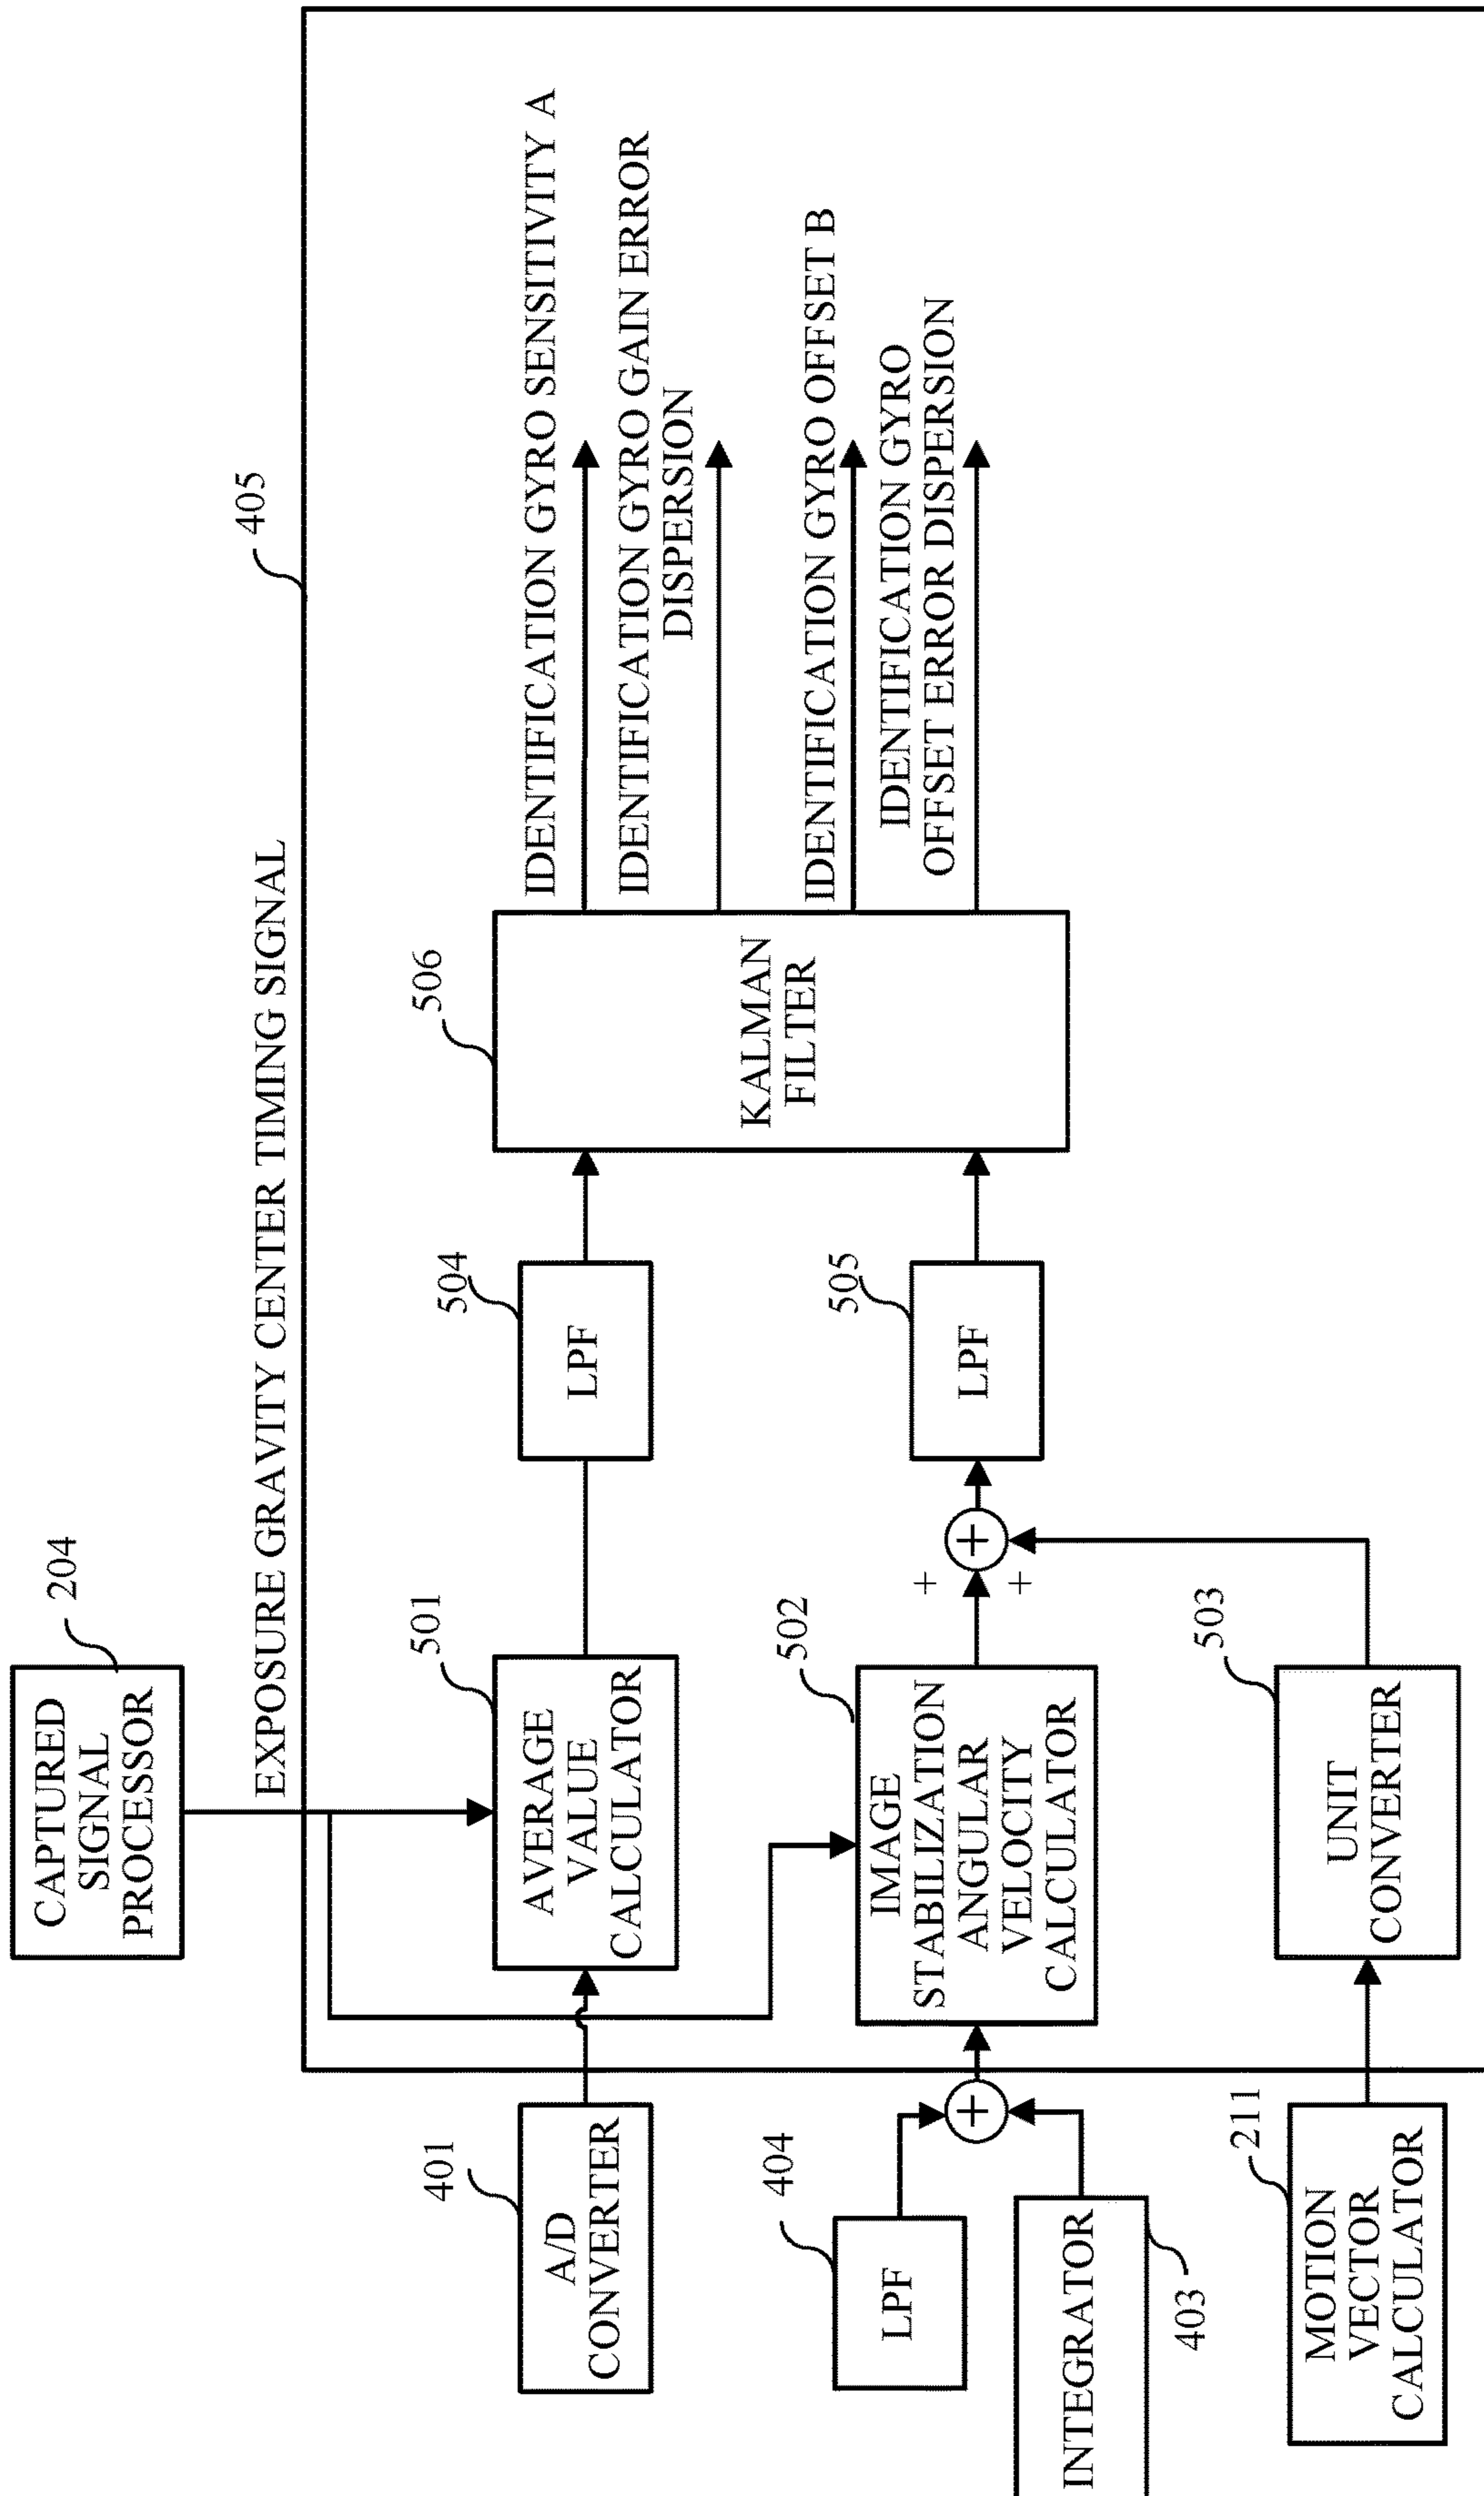 CAPTURED
SIGNAL
PROCESSOR
204
EXPOSURE GRAVITY CENTER TIMING SIGNAL
405
401
A/D
CONVERTER
501
AVERAGE
VALUE
CALCULATOR
504
LPF
506
KALMAN
FILTER
IDENTIFICATION GYRO SENSITIVITY A
IDENTIFICATION GYRO GAIN ERROR
DISPERSION
IDENTIFICATION GYRO OFFSET B
IDENTIFICATION GYRO
OFFSET ERROR DISPERSION
404
LPF
+
INTEGRATOR
403
502
IMAGE
STABILIZATION
ANGULAR
VELOCITY
CALCULATOR
+
+
+
505
LPF
211
MOTION
VECTOR
CALCULATOR
503
UNIT
CONVERTER